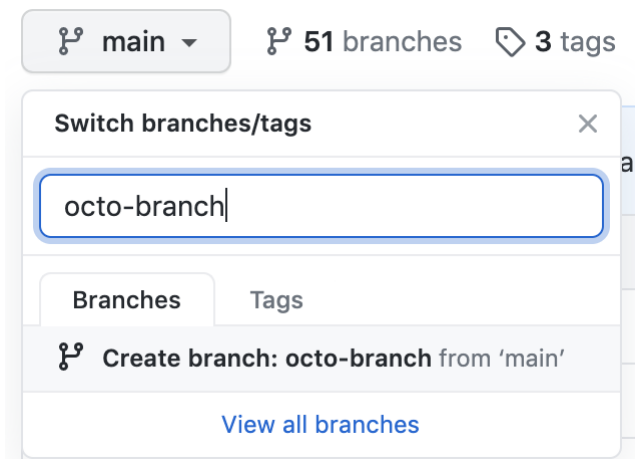 main 51 branches 3 tags
Switch branches/tags
octo-branch
Branches Tags
Create branch: octo-branch from ‘main’
View all branches